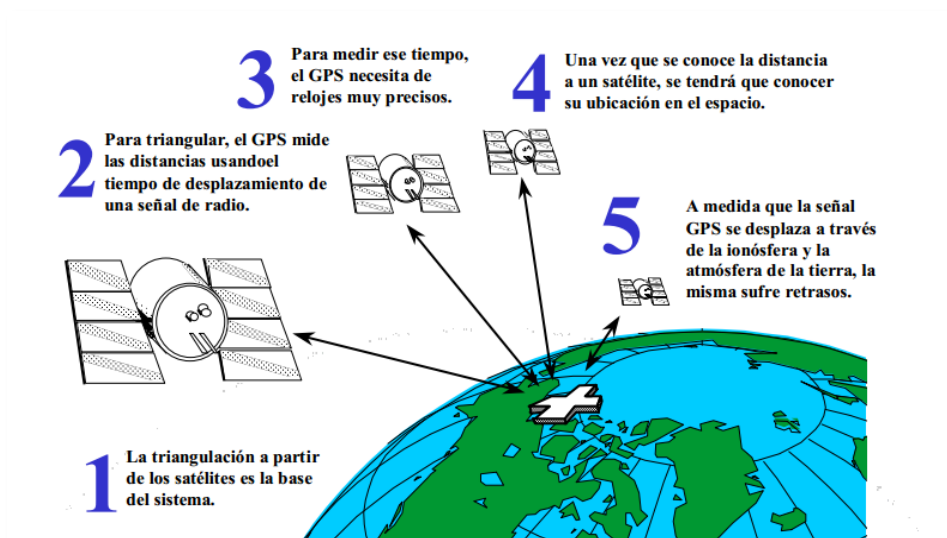 1
La triangulación a partir
de los satélites es la base
del sistema.
2
Para triangular, el GPS mide
las distancias usandoel
tiempo de desplazamiento de
una señal de radio.
3
Para medir ese tiempo,
el GPS necesita de
relojes muy precisos.
4
Una vez que se conoce la distancia
a un satélite, se tendrá que conocer
su ubicación en el espacio.
5
A medida que la señal
GPS se desplaza a través
de la ionósfera y la
atmósfera de la tierra, la
misma sufre retrasos.